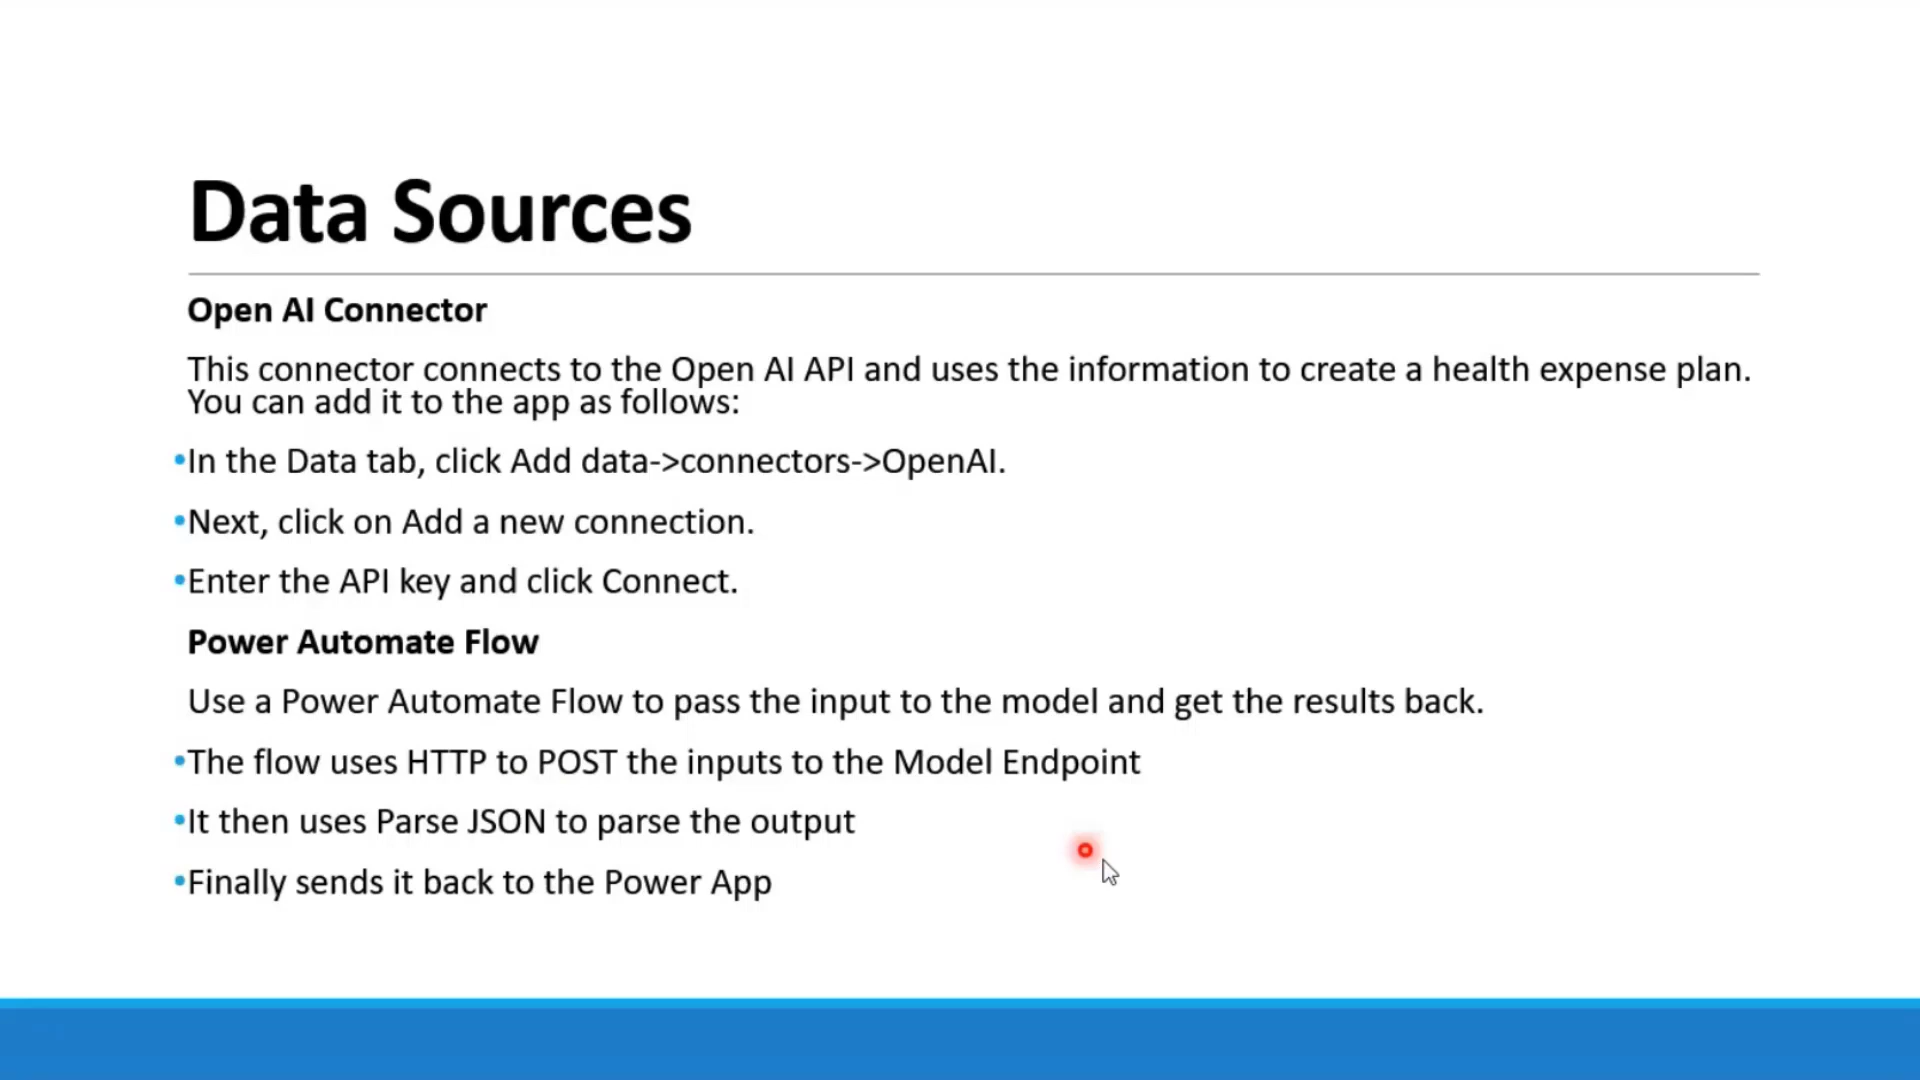 Data Sources
Open AI Connector
This connector connects to the Open AI API and uses the information to create a health expense plan.
You can add it to the app as follows:
•In the Data tab, click Add data->connectors->OpenAI.
•Next, click on Add a new connection.
•Enter the API key and click Connect.
Power Automate Flow
Use a Power Automate Flow to pass the input to the model and get the results back.
•The flow uses HTTP to POST the inputs to the Model Endpoint
•It then uses Parse JSON to parse the output
•Finally sends it back to the Power App